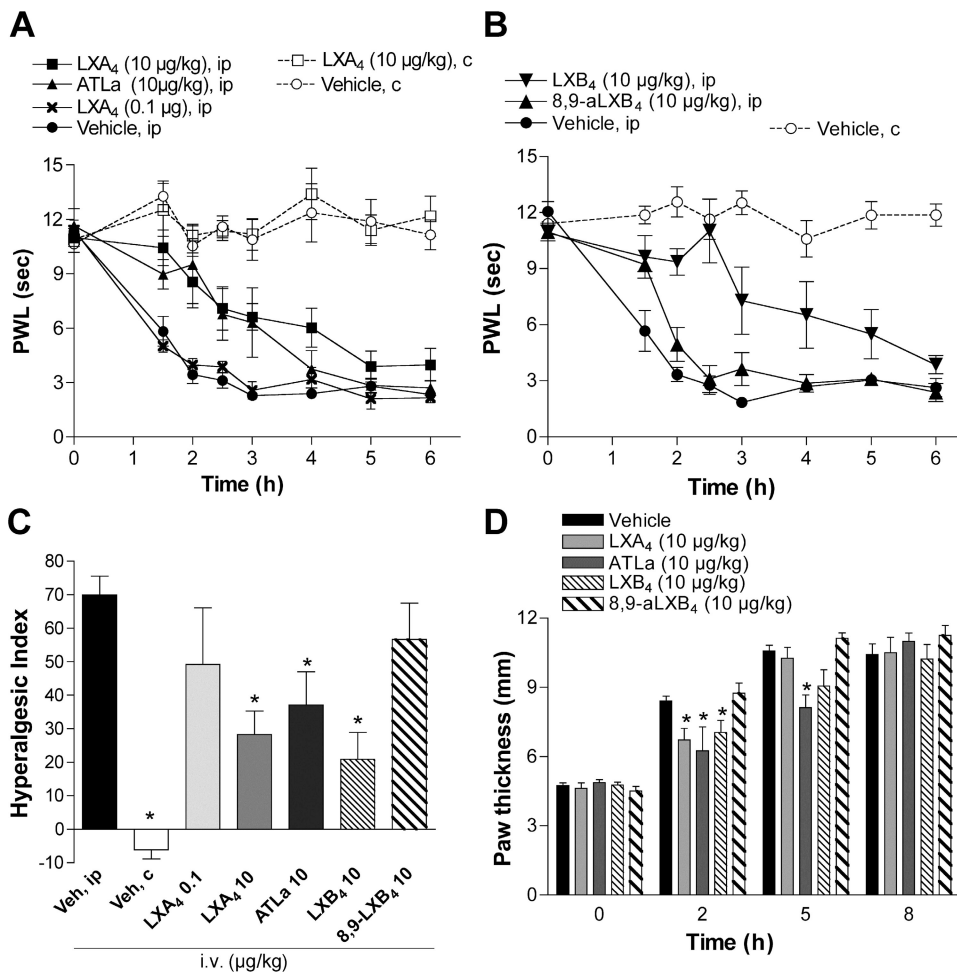 A
LXA₄ (10 µg/kg), ip
ATLa (10µg/kg), ip
LXA₄ (0.1 µg), ip
Vehicle, ip
LXA₄ (10 µg/kg), c
Vehicle, c
15
12
9
6
3
0
PWL (sec)
0 1 2 3 4 5 6
Time (h)
B
LXB₄ (10 µg/kg), ip
8,9-aLXB₄ (10 µg/kg), ip
Vehicle, ip
Vehicle, c
15
12
9
6
3
0
PWL (sec)
0 1 2 3 4 5 6
Time (h)
C
80
70
60
50
40
30
20
10
0
-10
Hyperalgesic Index
* * * *
Veh, ip
Veh, c
LXA₄ 0.1
LXA₄ 10
ATLa 10
LXB₄ 10
8,9-LXB₄ 10
i.v. (µg/kg)
D
Vehicle
LXA₄ (10 µg/kg)
ATLa (10 µg/kg)
LXB₄ (10 µg/kg)
8,9-aLXB₄ (10 µg/kg)
12
9
6
3
0
Paw thickness (mm)
* * * *
0 2 5 8
Time (h)